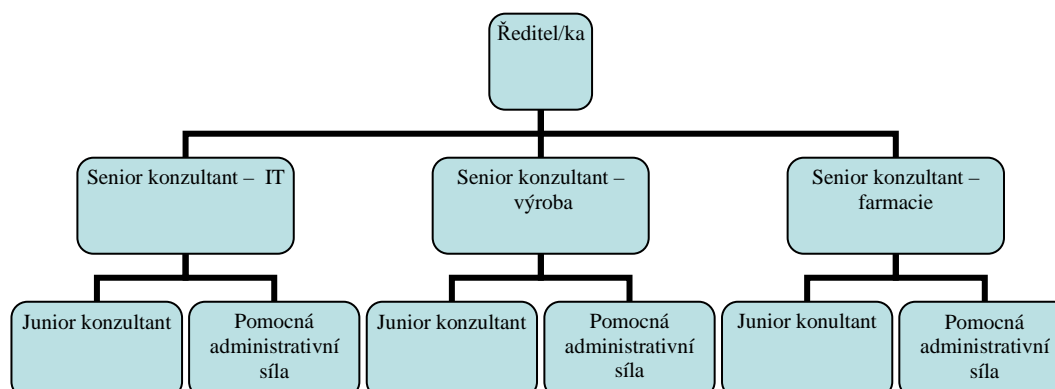 Ředitel/ka
Senior konzultant – IT
Senior konzultant –
výroba
Senior konzultant –
farmacie
Junior konzultant
Pomocná
administrativní
síla
Junior konzultant
Pomocná
administrativní
síla
Junior konultant
Pomocná
administrativní
síla